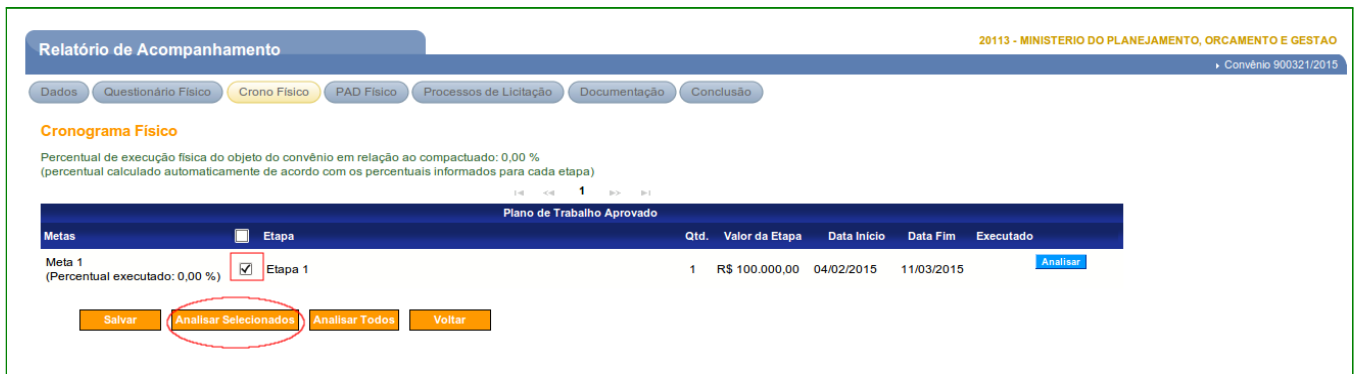 20113 - MINISTERIO DO PLANEJAMENTO, ORCAMENTO E GESTAO
Relatório de Acompanhamento
Convênio 900321/2015
Dados Questionário Físico Crono Físico PAD Físico Processos de Licitação Documentação Conclusão
Cronograma Físico
Percentual de execução física do objeto do convênio em relação ao compactuado: 0,00 %
(percentual calculado automaticamente de acordo com os percentuais informados para cada etapa)
1
Plano de Trabalho Aprovado
Metas Etapa Qtd. Valor da Etapa Data Início Data Fim Executado
Meta 1
(Percentual executado: 0,00 %) Etapa 1 1 R$ 100.000,00 04/02/2015 11/03/2015 Analisar
Salvar Analisar Selecionados Analisar Todos Voltar